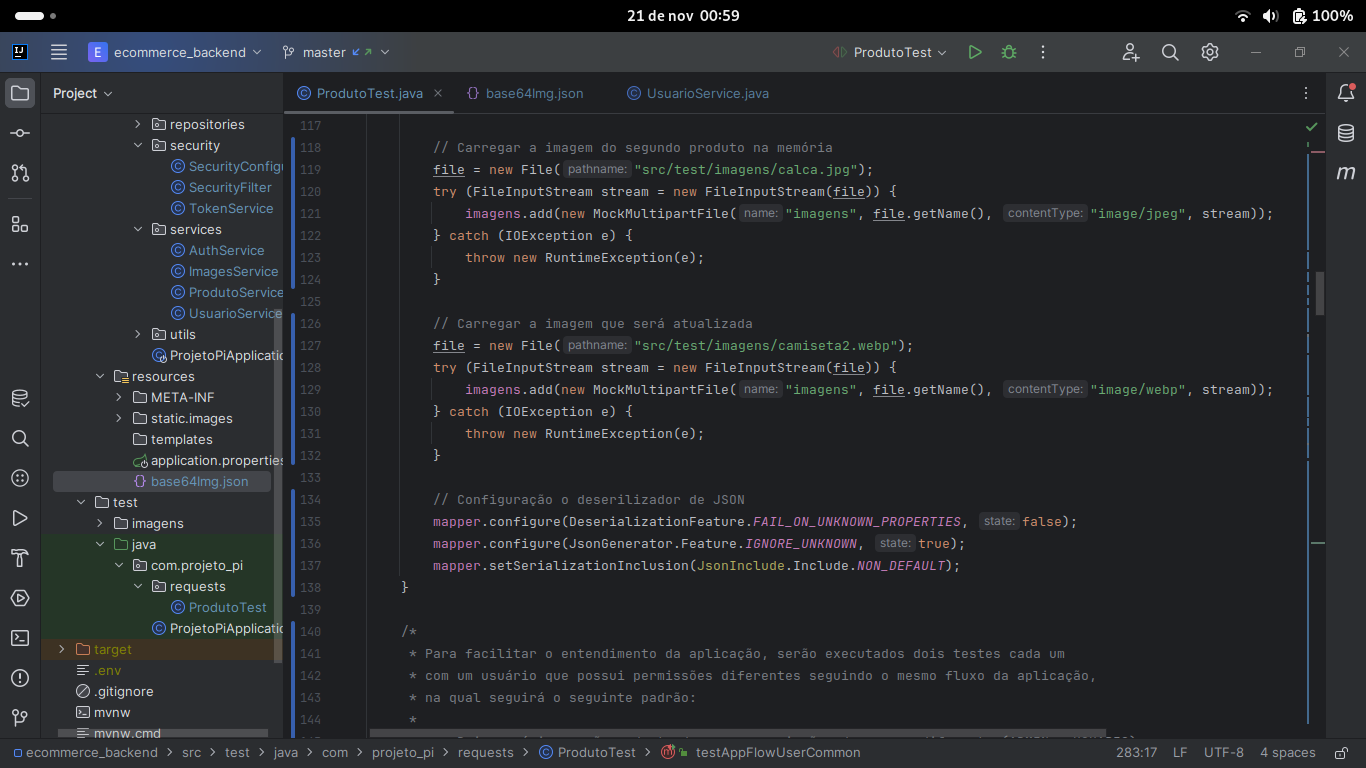 21 de nov 00:59
100%
IJ
E ecommerce_backend
master
ProdutoTest
Project
ProdutoTest.java
base64Img.json
UsuarioService.java
repositories
security
SecurityConfigu
SecurityFilter
TokenService
services
AuthService
ImagesService
ProdutoService
UsuarioService
utils
ProjetoPiApplicatio
resources
META-INF
static.images
templates
application.properties
base64Img.json
test
imagens
java
com.projeto_pi
requests
ProdutoTest
ProjetoPiApplicatio
target
.env
.gitignore
mvnw
mvnw.cmd
m
117
118 // Carregar a imagem do segundo produto na memória
119 file = new File( pathname: "src/test/imagens/calca.jpg");
120 try (FileInputStream stream = new FileInputStream(file)) {
121 imagens.add(new MockMultipartFile( name: "imagens", file.getName(), contentType: "image/jpeg", stream));
122 } catch (IOException e) {
123 throw new RuntimeException(e);
124 }
125
126 // Carregar a imagem que será atualizada
127 file = new File( pathname: "src/test/imagens/camiseta2.webp");
128 try (FileInputStream stream = new FileInputStream(file)) {
129 imagens.add(new MockMultipartFile( name: "imagens", file.getName(), contentType: "image/webp", stream));
130 } catch (IOException e) {
131 throw new RuntimeException(e);
132 }
133
134 // Configuração o deserilizador de JSON
135 mapper.configure(DeserializationFeature.FAIL_ON_UNKNOWN_PROPERTIES, state: false);
136 mapper.configure(JsonGenerator.Feature.IGNORE_UNKNOWN, state: true);
137 mapper.setSerializationInclusion(JsonInclude.Include.NON_DEFAULT);
138 }
139
140 /*
141 * Para facilitar o entendimento da aplicação, serão executados dois testes cada um
142 * com um usuário que possui permissões diferentes seguindo o mesmo fluxo da aplicação,
143 * na qual seguirá o seguinte padrão:
144 *
ecommerce_backend > src > test > java > com > projeto_pi > requests > ProdutoTest > testAppFlowUserCommon
283:17 LF UTF-8 4 spaces